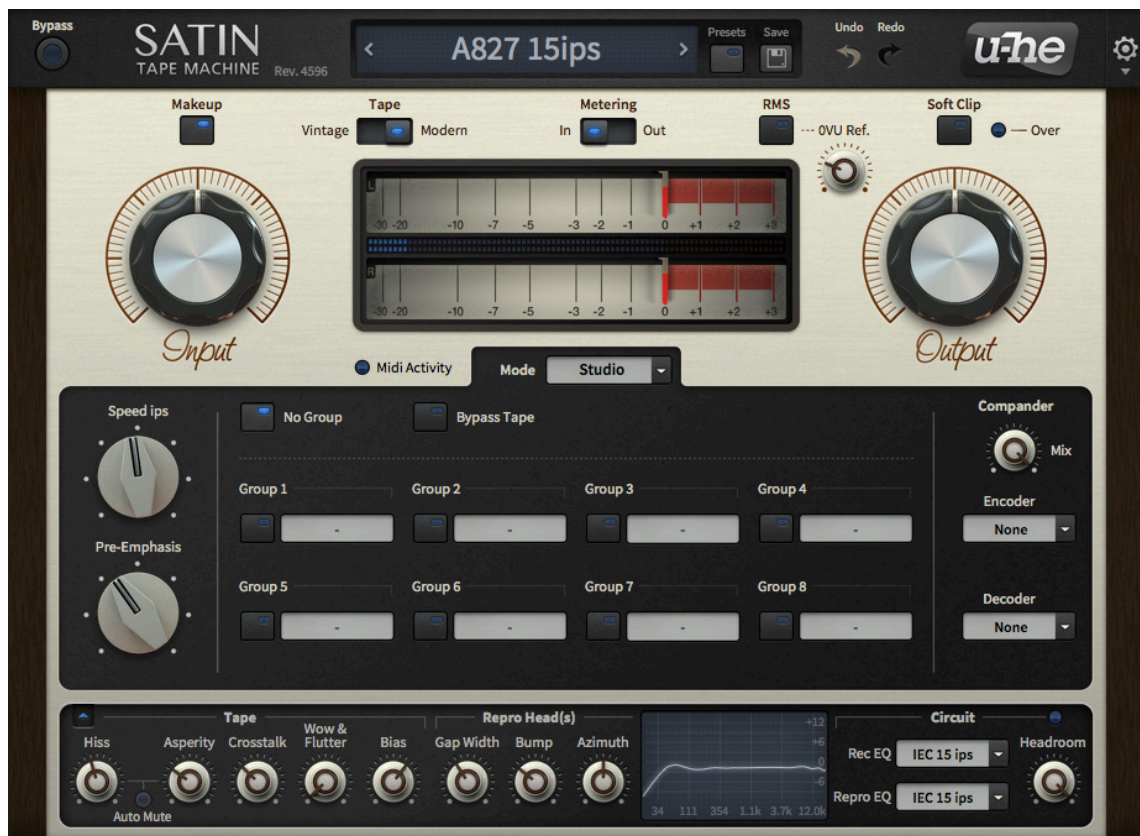 Bypass
SATIN
TAPE MACHINE Rev. 4596
A827 15ips
Presets Save
Undo Redo
u-he
Makeup Tape Metering RMS Soft Clip
Vintage Modern In Out --- 0VU Ref. Over
L
-30 -20 -10 -7 -5 -3 -2 -1 0 +1 +2 +3
R
-30 -20 -10 -7 -5 -3 -2 -1 0 +1 +2 +3
Input Output
Midi Activity Mode Studio
Speed ips No Group Bypass Tape Compander
Mix
Group 1 Group 2 Group 3 Group 4 Encoder
- - - - None
Pre-Emphasis
Group 5 Group 6 Group 7 Group 8 Decoder
- - - - None
Tape Repro Head(s) Circuit
Hiss Asperity Crosstalk Wow & Flutter Bias Gap Width Bump Azimuth Headroom
Auto Mute
+12
+6
0
-6
34 111 354 1.1k 3.7k 12.0k
Rec EQ IEC 15 ips
Repro EQ IEC 15 ips